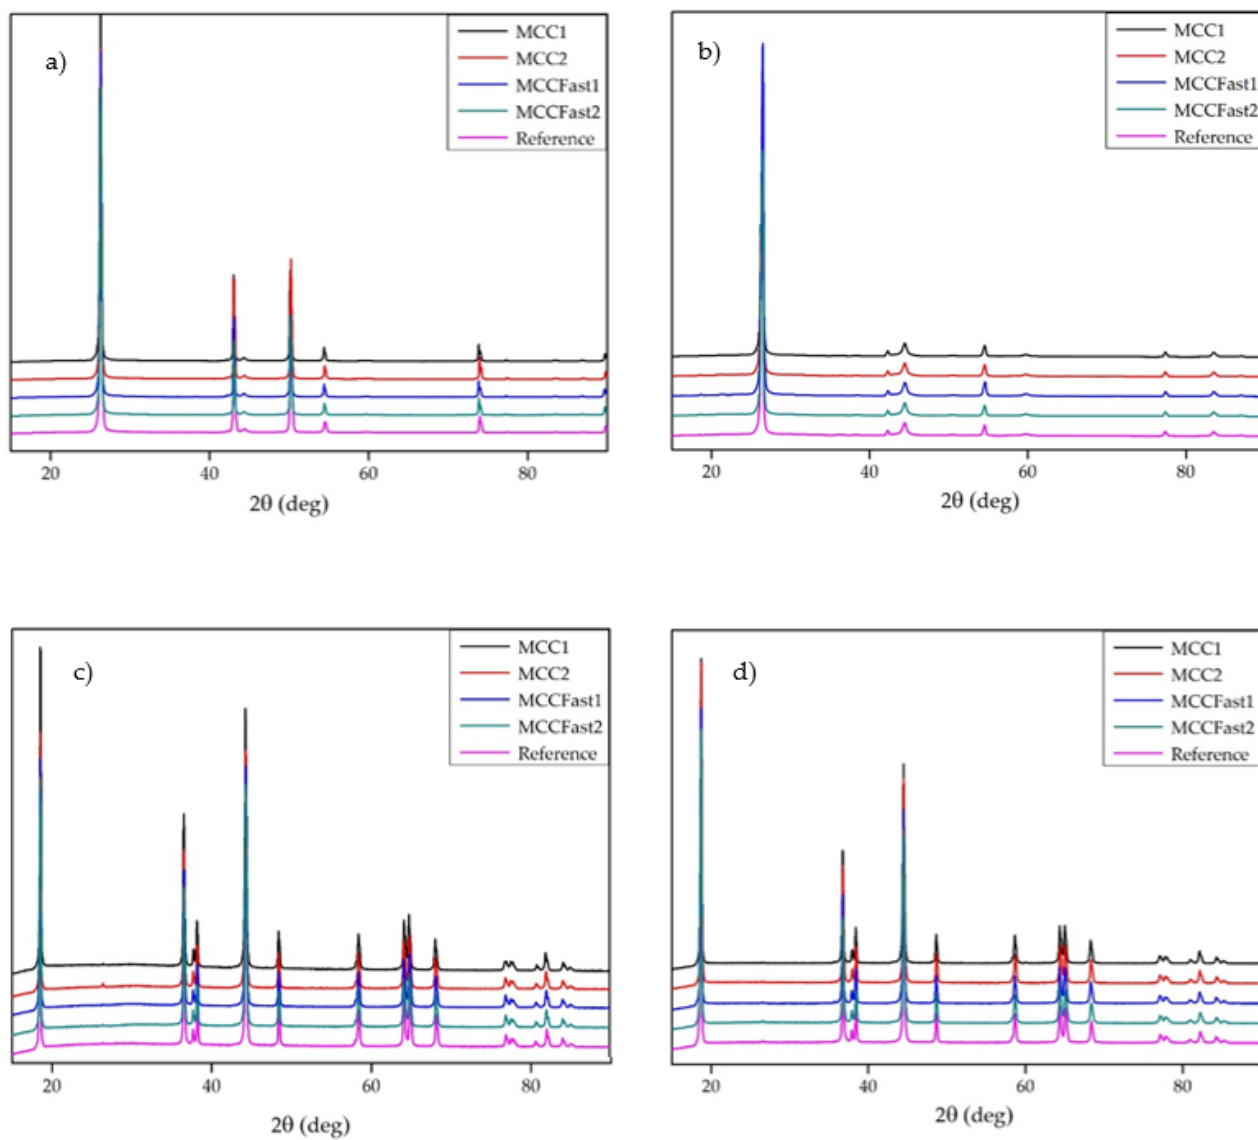 a)
MCC1
MCC2
MCCFast1
MCCFast2
Reference
20 40 60 80
2θ (deg)
b)
MCC1
MCC2
MCCFast1
MCCFast2
Reference
20 40 60 80
2θ (deg)
c)
MCC1
MCC2
MCCFast1
MCCFast2
Reference
20 40 60 80
2θ (deg)
d)
MCC1
MCC2
MCCFast1
MCCFast2
Reference
20 40 60 80
2θ (deg)